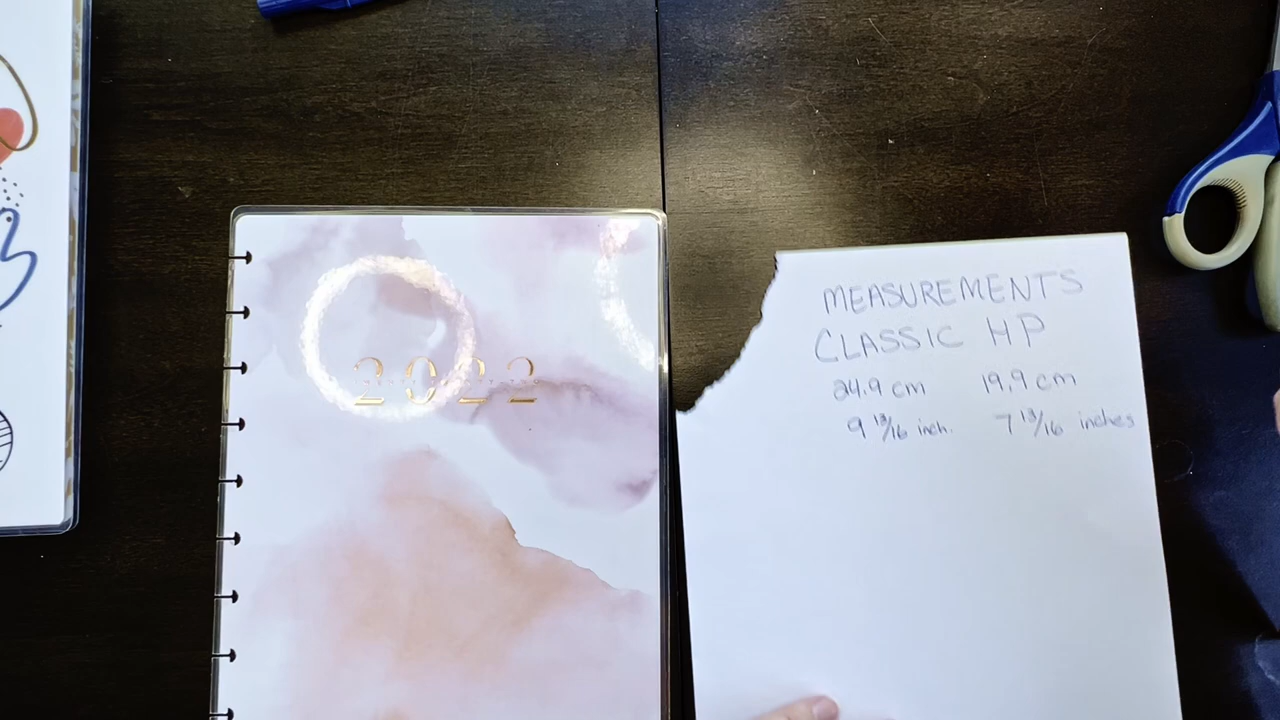 2022
MEASUREMENTS
CLASSIC HP
24.9 cm 19.9 cm
9 13/16 inch. 7 13/16 inches